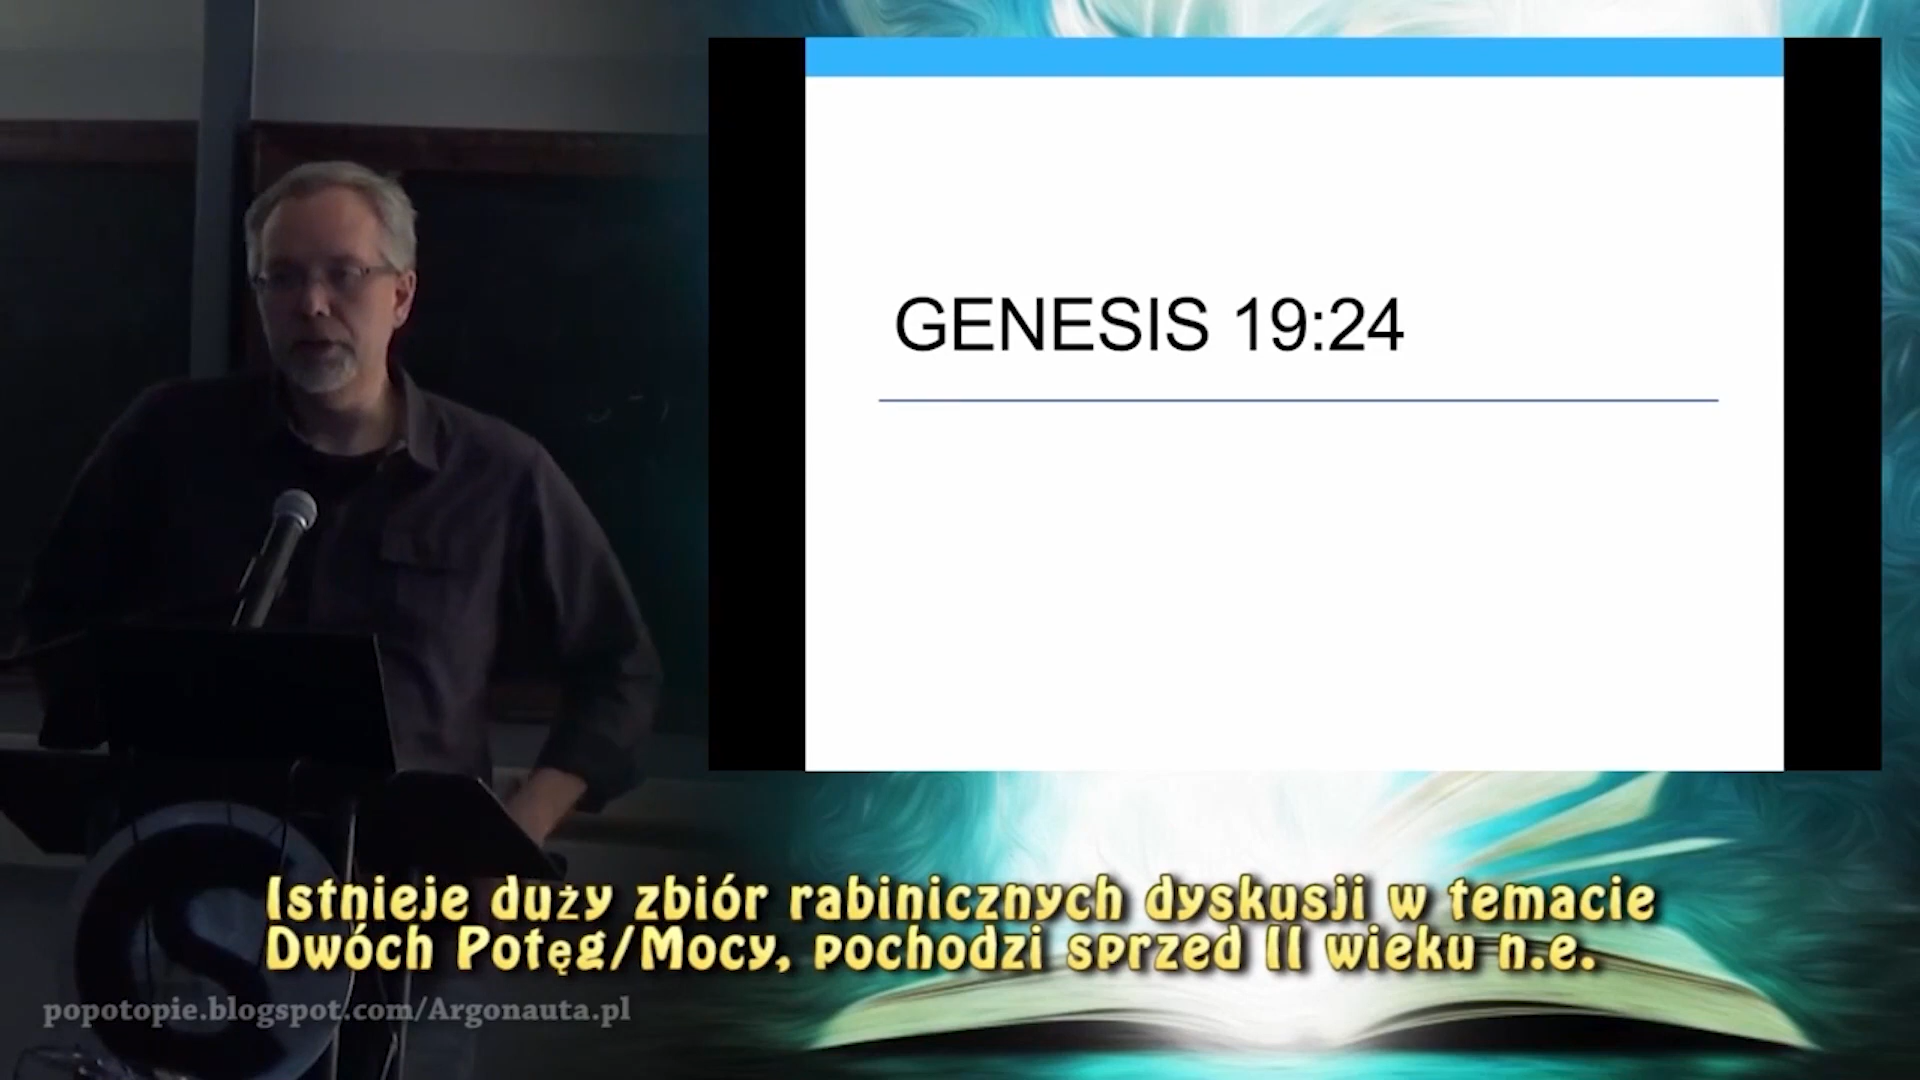 GENESIS 19:24
Istnieje duży zbiór rabinicznych dyskusji w temacie
Dwóch Potęg/Mocy, pochodzi sprzed II wieku n.e.
popotopie.blogspot.com/Argonauta.pl